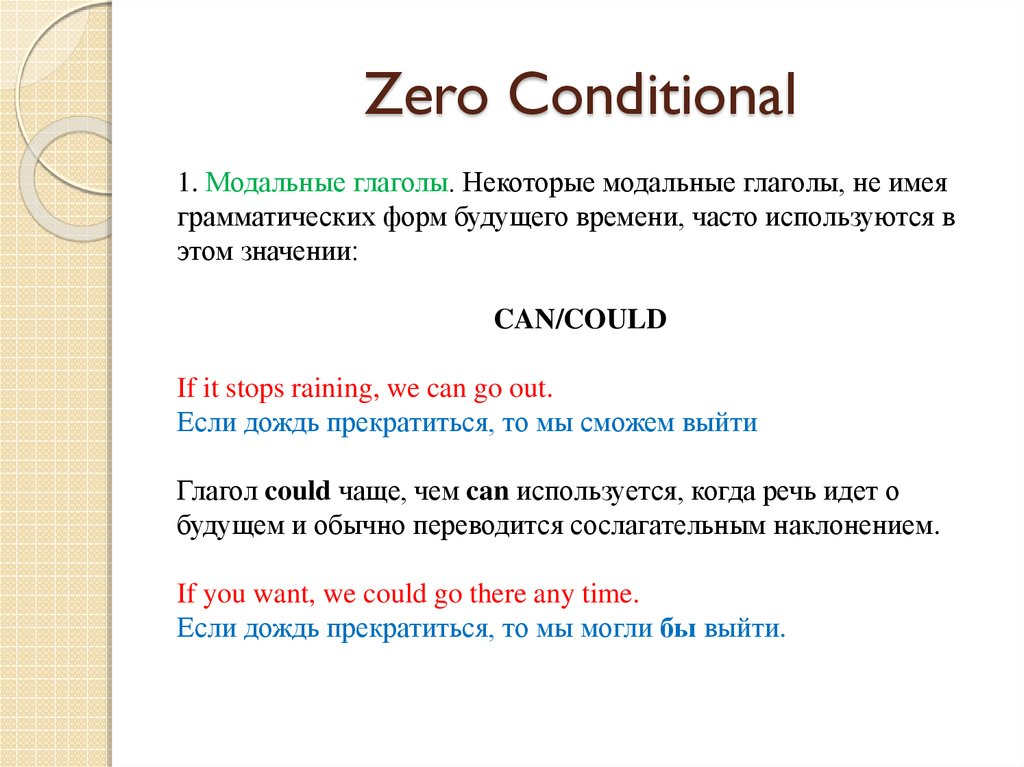 Zero Conditional
1. Модальные глаголы. Некоторые модальные глаголы, не имея
грамматических форм будущего времени, часто используются в
этом значении:
CAN/COULD
If it stops raining, we can go out.
Если дождь прекратиться, то мы сможем выйти
Глагол could чаще, чем can используется, когда речь идет о
будущем и обычно переводится сослагательным наклонением.
If you want, we could go there any time.
Если дождь прекратиться, то мы могли бы выйти.